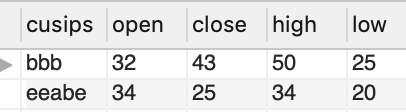 cusips open close high low
bbb 32 43 50 25
eeabe 34 25 34 20